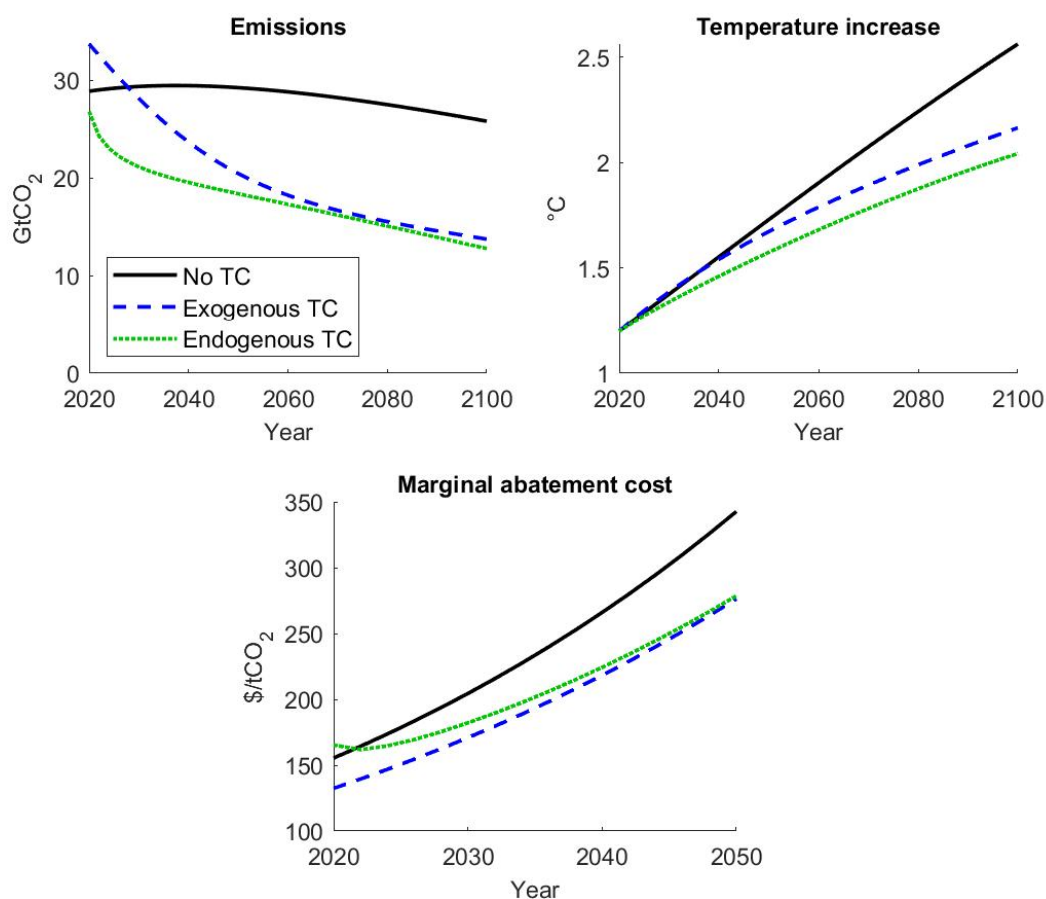 Emissions
30
20
10
0
GtCO₂
No TC
Exogenous TC
Endogenous TC
2020 2040 2060 2080 2100
Year
Temperature increase
2.5
2
1.5
1
°C
2020 2040 2060 2080 2100
Year
Marginal abatement cost
350
300
250
200
150
100
$/tCO₂
2020 2030 2040 2050
Year